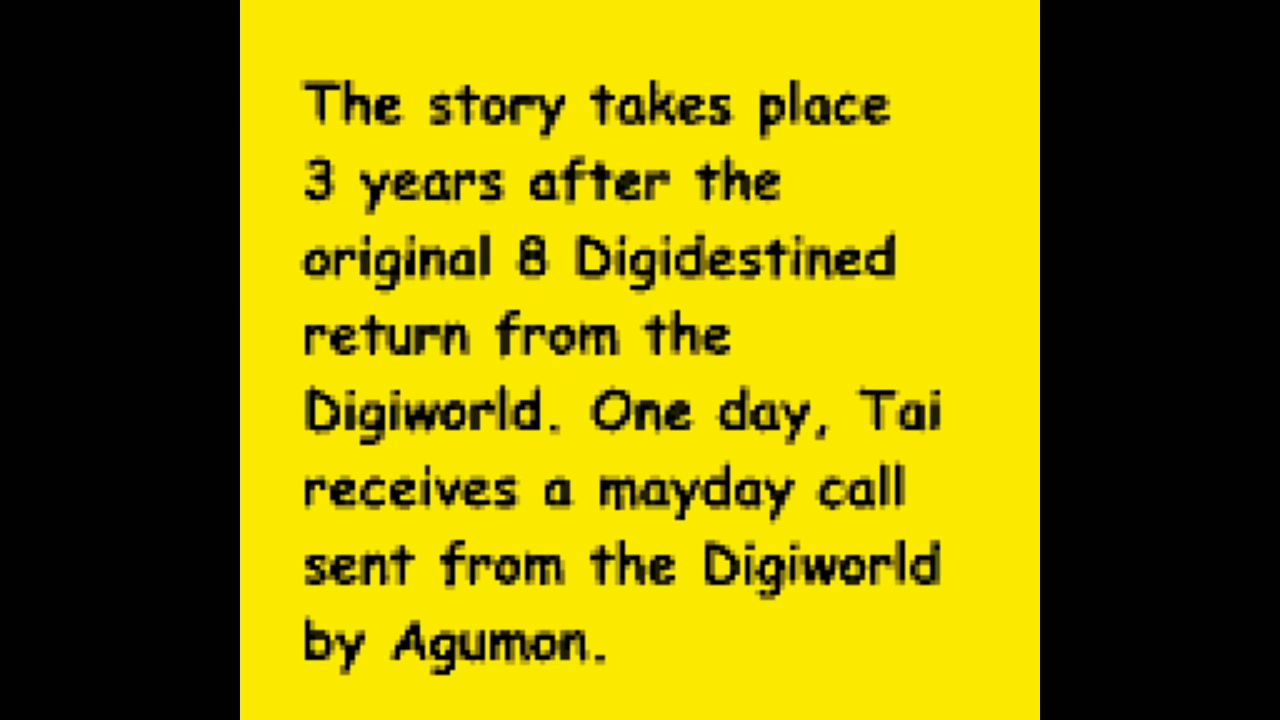 The story takes place
3 years after the
original 8 Digidestined
return from the
Digiworld. One day, Tai
receives a mayday call
sent from the Digiworld
by Agumon.